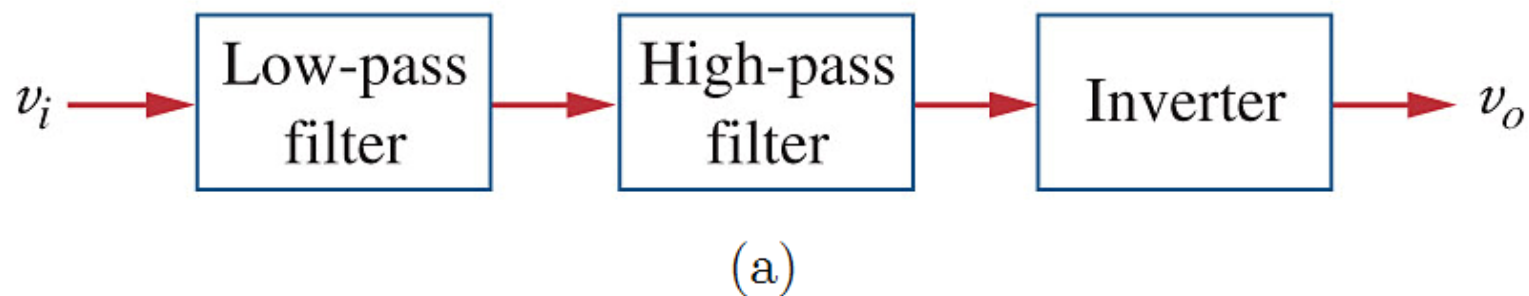 v_i
Low-pass
filter
High-pass
filter
Inverter
v_o
(a)